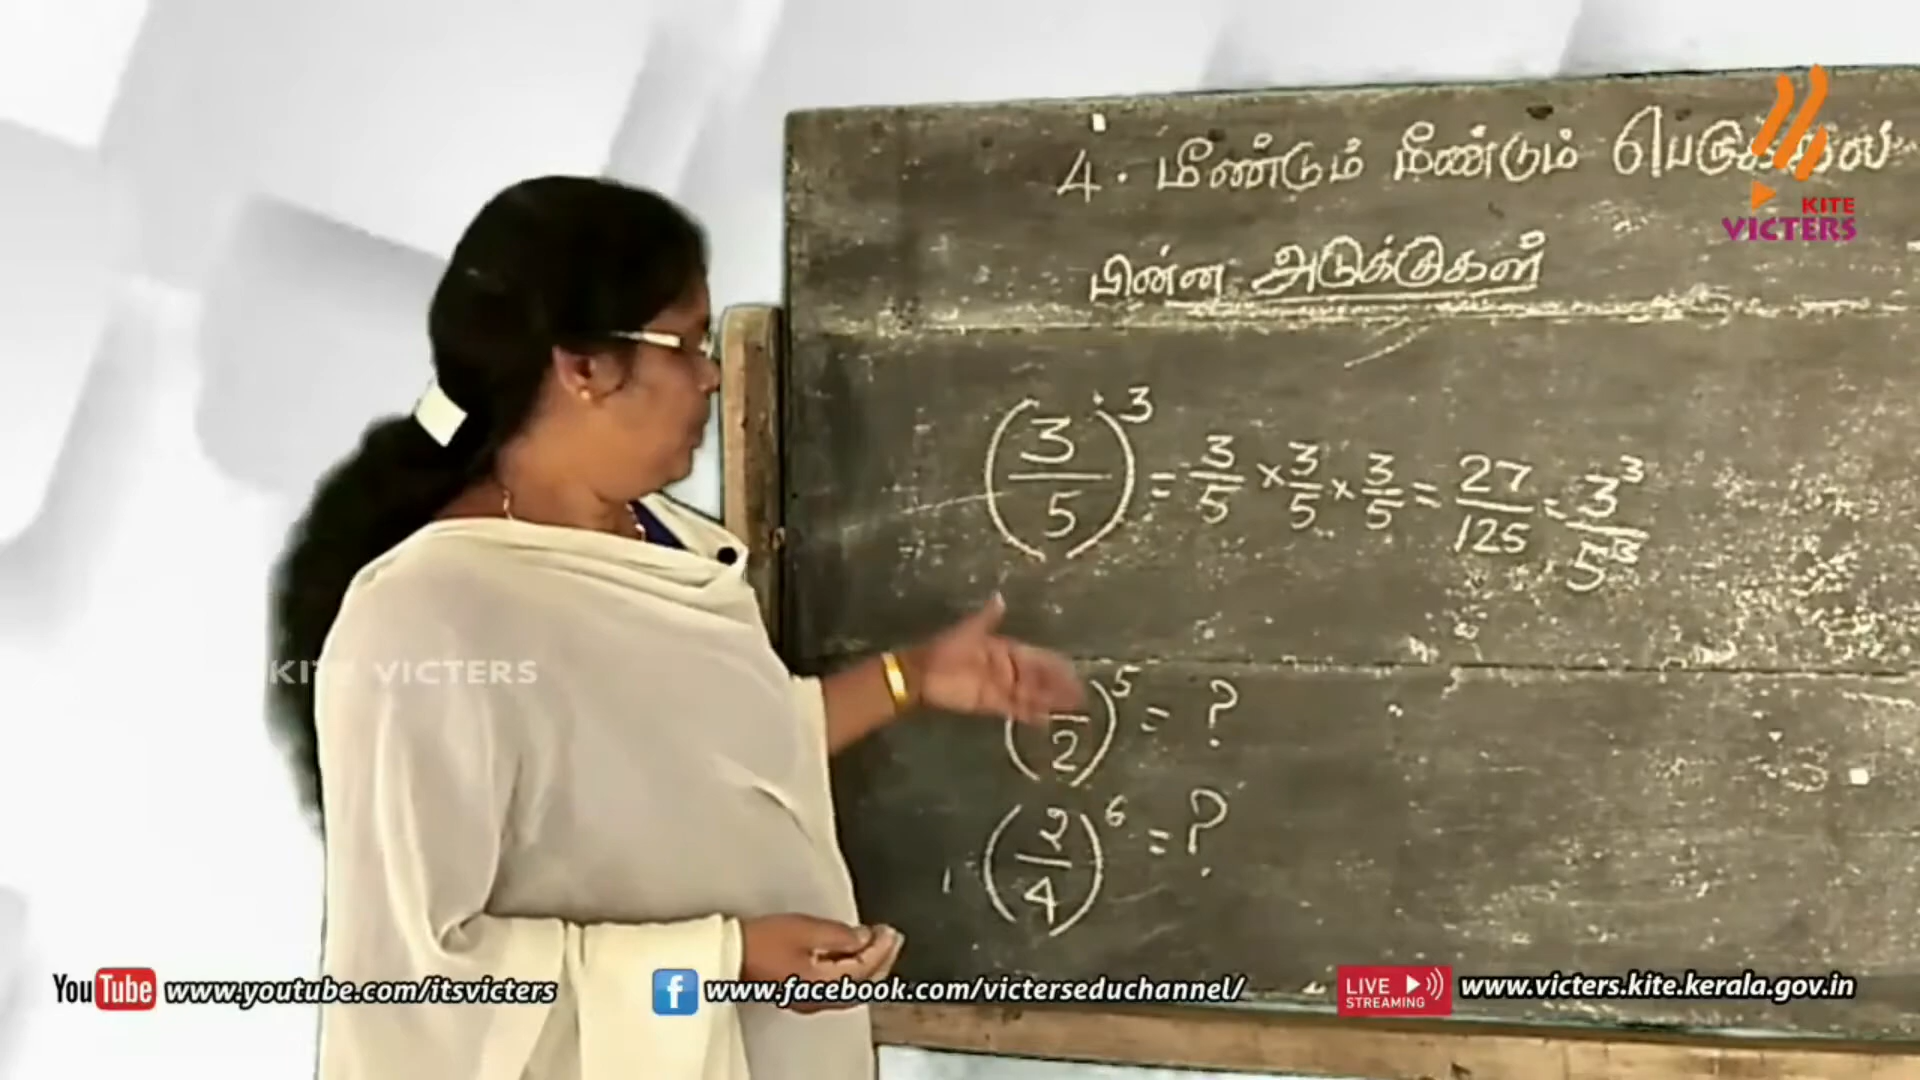 4. மீண்டும் மீண்டும் பெருக்கல்
KITE
VICTERS
பின்ன அடுக்குகள்
(3/5)³ = 3/5 × 3/5 × 3/5 = 27/125 = 3³/5³
KITE VICTERS
( /2)⁵ = ?
(2/4)⁶ = ?
YouTube www.youtube.com/itsvicters
f www.facebook.com/victerseduchannel/
LIVE STREAMING www.victers.kite.kerala.gov.in